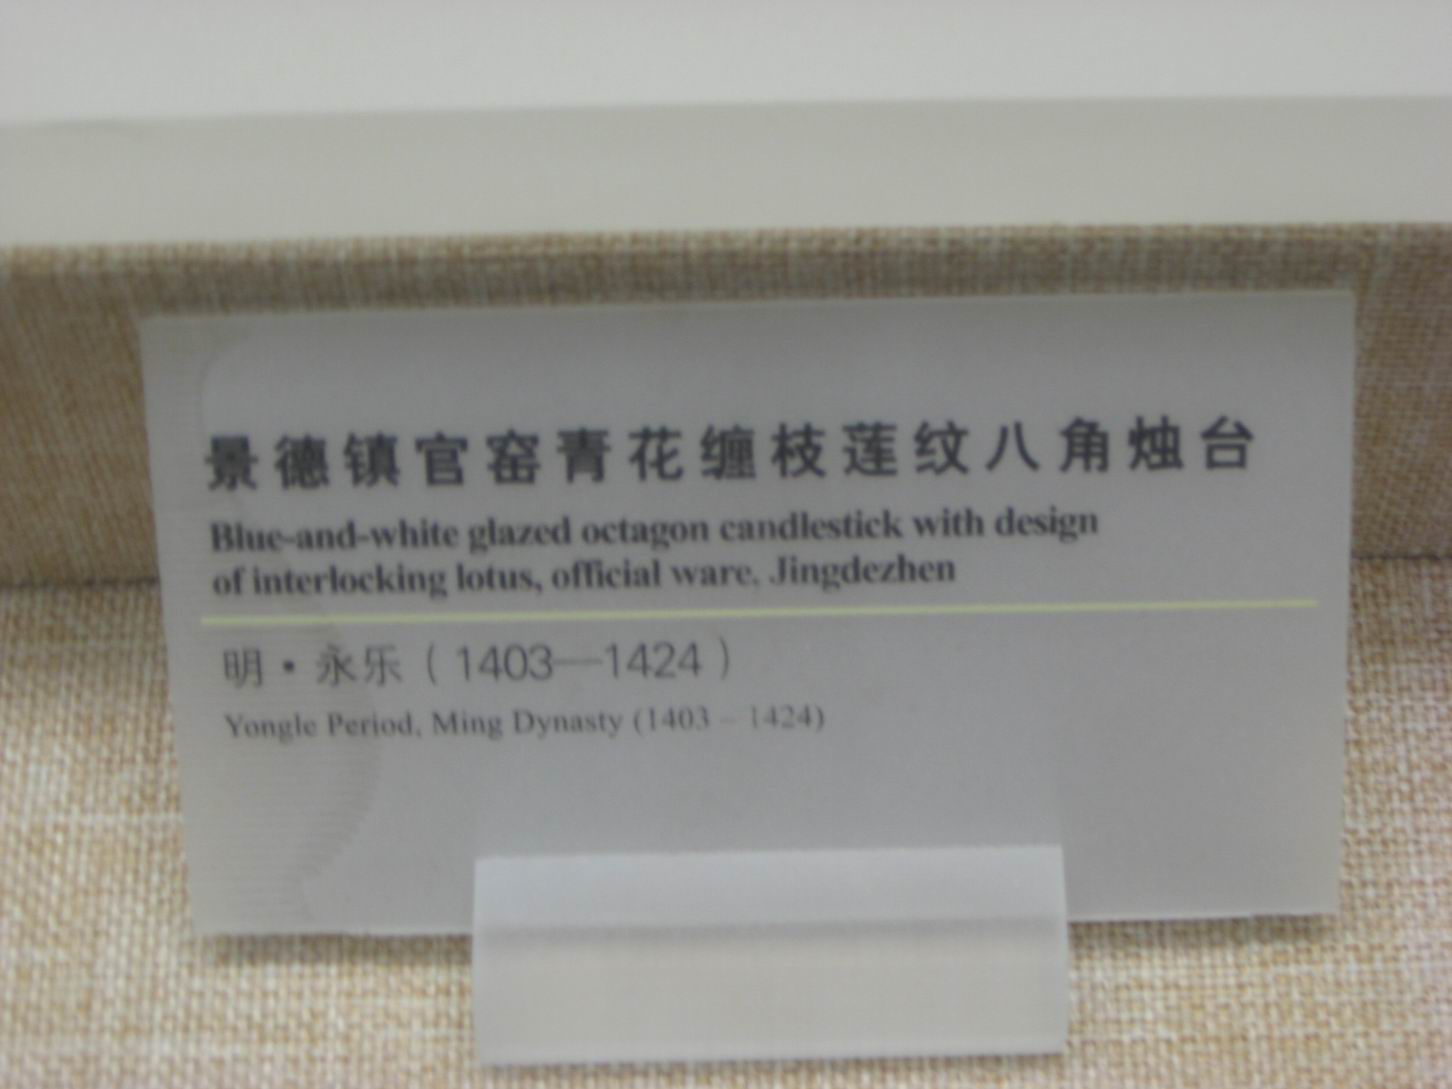 景德镇官窑青花缠枝莲纹八角烛台
Blue-and-white glazed octagon candlestick with design
of interlocking lotus, official ware, Jingdezhen
明·永乐（1403—1424）
Yongle Period, Ming Dynasty (1403 – 1424)